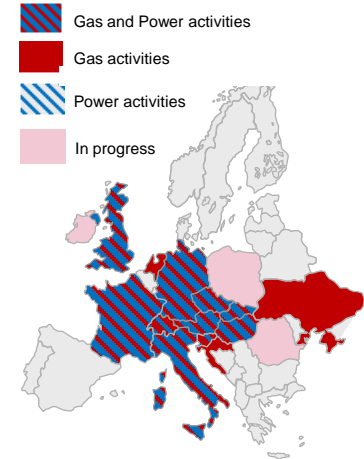 Gas and Power activities
Gas activities
Power activities
In progress